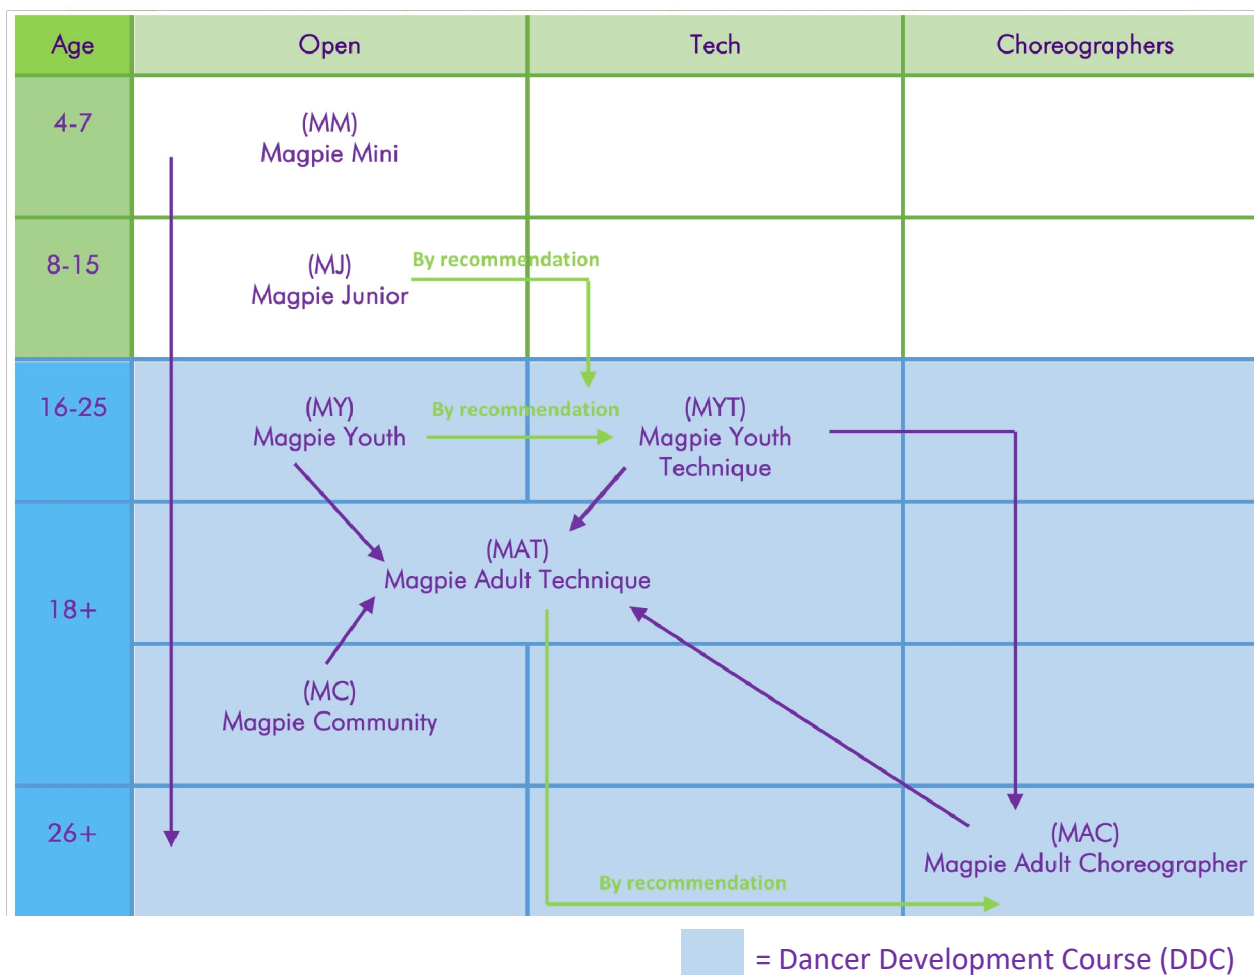 Age
Open
Tech
Choreographers
4-7
(MM)
Magpie Mini
8-15
(MJ)
Magpie Junior
By recommendation
16-25
(MY)
Magpie Youth
By recommendation
(MYT)
Magpie Youth
Technique
18+
(MAT)
Magpie Adult Technique
(MC)
Magpie Community
26+
(MAC)
Magpie Adult Choreographer
By recommendation
= Dancer Development Course (DDC)